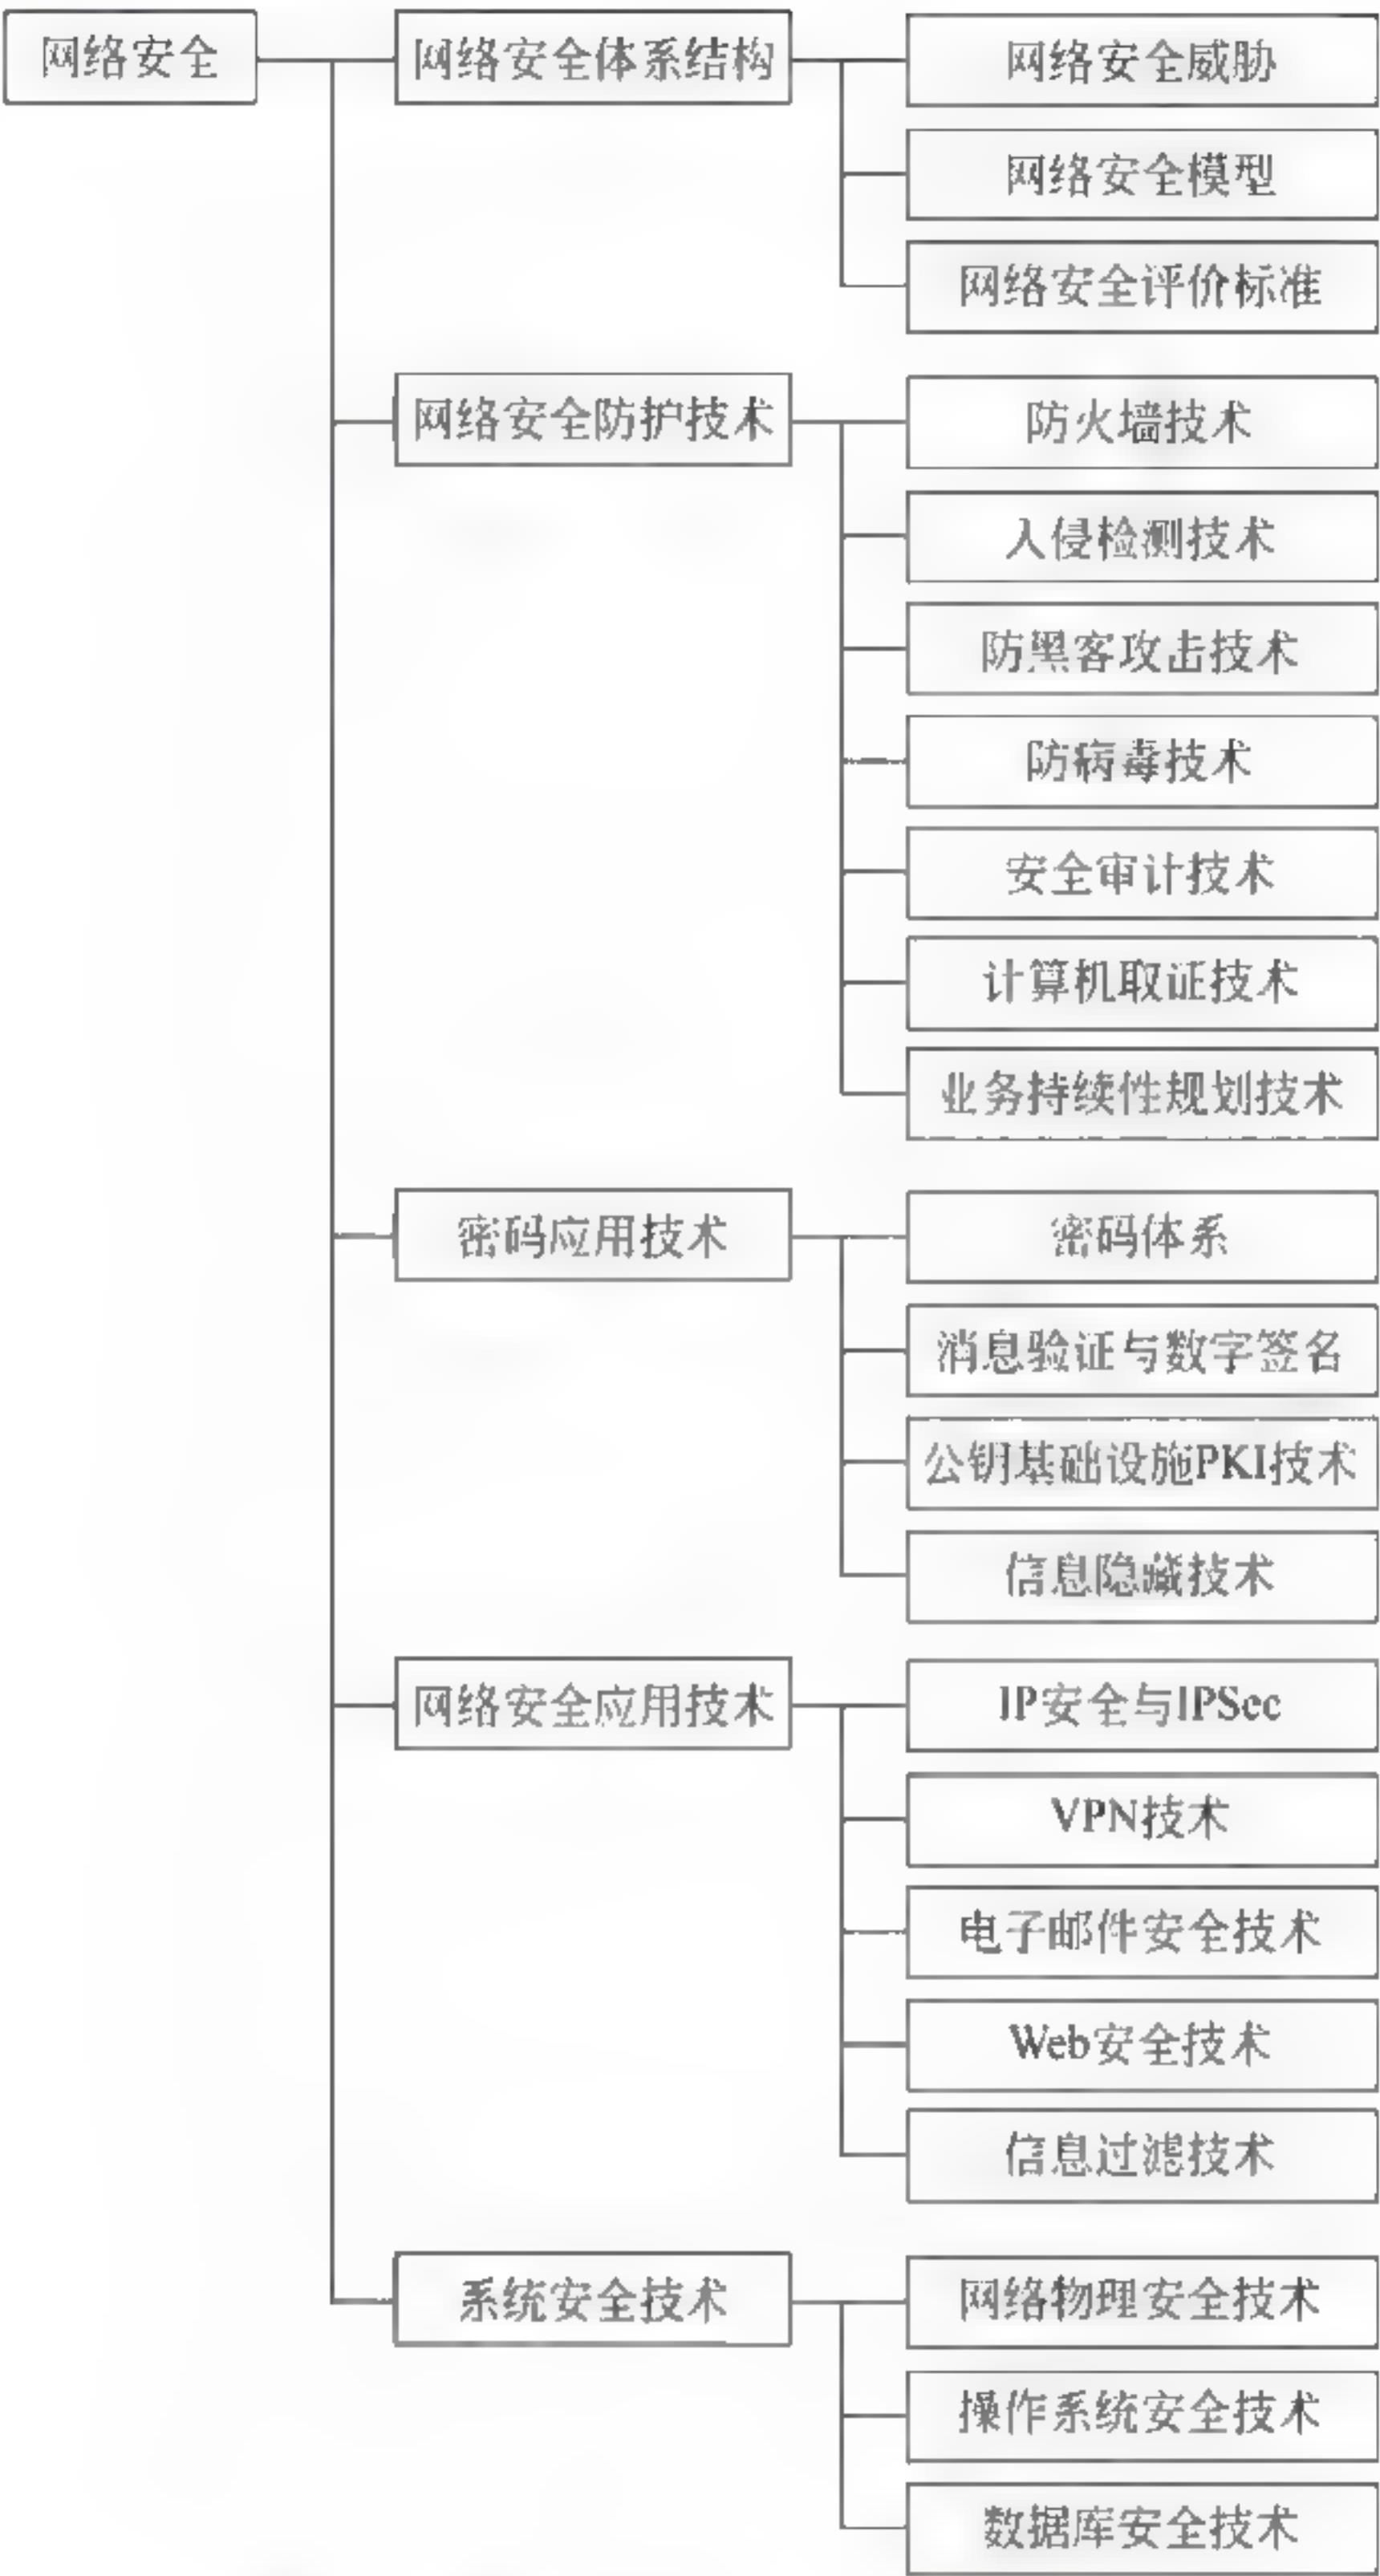 网络安全
网络安全体系结构
网络安全威胁
网络安全模型
网络安全评价标准
网络安全防护技术
防火墙技术
入侵检测技术
防黑客攻击技术
防病毒技术
安全审计技术
计算机取证技术
业务持续性规划技术
密码应用技术
密码体系
消息验证与数字签名
公钥基础设施PKI技术
信息隐藏技术
网络安全应用技术
IP安全与IPSec
VPN技术
电子邮件安全技术
Web安全技术
信息过滤技术
系统安全技术
网络物理安全技术
操作系统安全技术
数据库安全技术